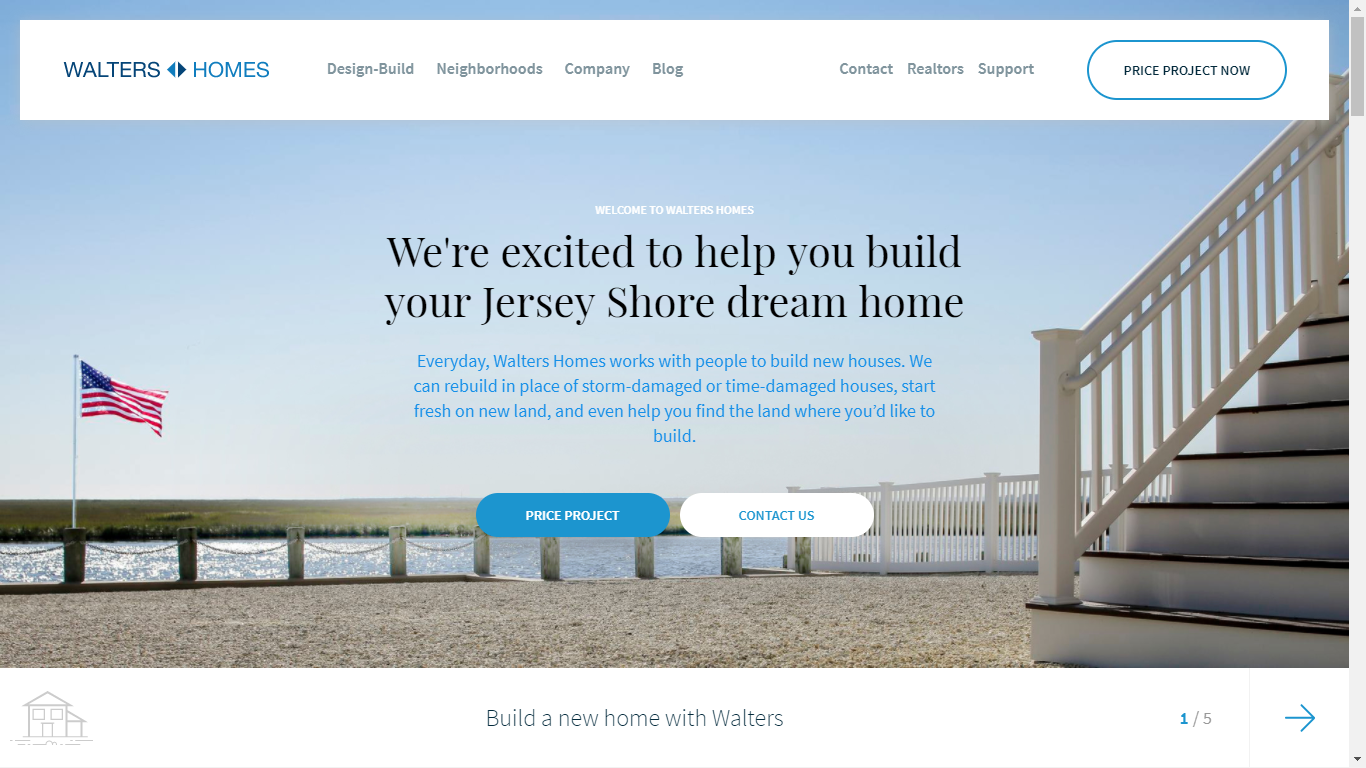 WALTERS HOMES
Design-Build Neighborhoods Company Blog
Contact Realtors Support
PRICE PROJECT NOW
WELCOME TO WALTERS HOMES
We're excited to help you build
your Jersey Shore dream home
Everyday, Walters Homes works with people to build new houses. We
can rebuild in place of storm-damaged or time-damaged houses, start
fresh on new land, and even help you find the land where you’d like to
build.
PRICE PROJECT
CONTACT US
Build a new home with Walters
1 / 5